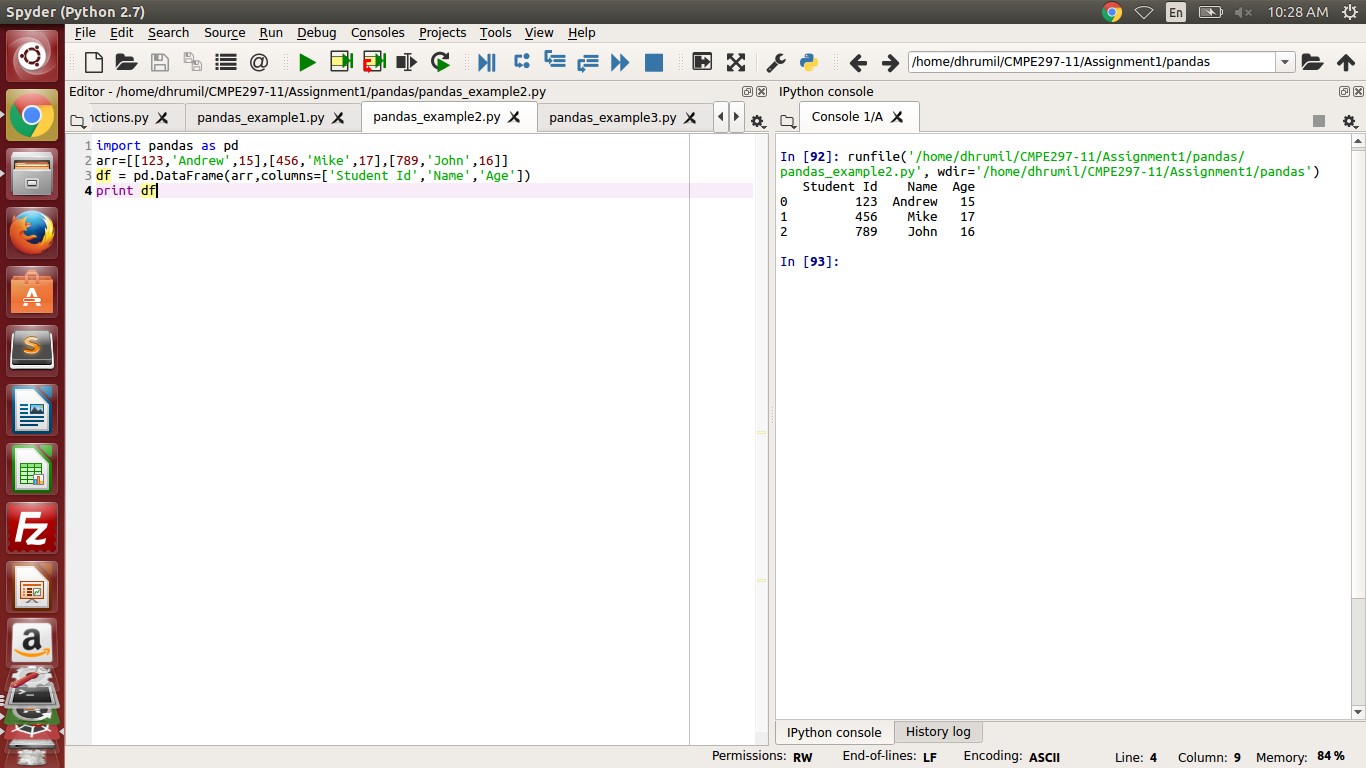 Spyder (Python 2.7)
En
10:28 AM
File Edit Search Source Run Debug Consoles Projects Tools View Help
@
/home/dhrumil/CMPE297-11/Assignment1/pandas
Editor - /home/dhrumil/CMPE297-11/Assignment1/pandas/pandas_example2.py
IPython console
nctions.py pandas_example1.py pandas_example2.py pandas_example3.py
Console 1/A
1 import pandas as pd
2 arr=[[123,'Andrew',15],[456,'Mike',17],[789,'John',16]]
3 df = pd.DataFrame(arr,columns=['Student Id','Name','Age'])
4 print df
In [92]: runfile('/home/dhrumil/CMPE297-11/Assignment1/pandas/
pandas_example2.py', wdir='/home/dhrumil/CMPE297-11/Assignment1/pandas')
Student Id Name Age
0 123 Andrew 15
1 456 Mike 17
2 789 John 16
In [93]:
A
S
Fz
a
IPython console History log
Permissions: RW End-of-lines: LF Encoding: ASCII Line: 4 Column: 9 Memory: 84 %